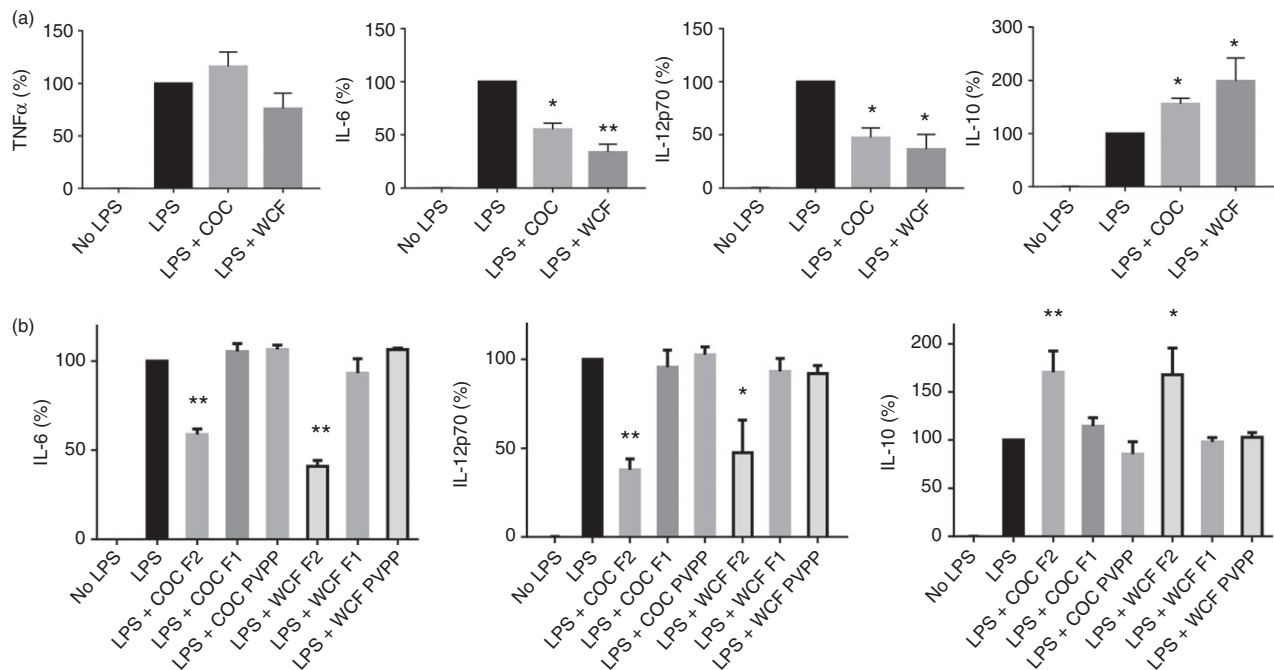 (a)
TNFα (%)
150
100
50
0
No LPS
LPS
LPS + COC
LPS + WCF
IL-6 (%)
150
100
50
0
*
**
No LPS
LPS
LPS + COC
LPS + WCF
IL-12p70 (%)
150
100
50
0
*
*
No LPS
LPS
LPS + COC
LPS + WCF
IL-10 (%)
300
200
100
0
*
*
No LPS
LPS
LPS + COC
LPS + WCF
(b)
IL-6 (%)
100
50
0
**
**
No LPS
LPS
LPS + COC F2
LPS + COC F1
LPS + COC PVPP
LPS + WCF F2
LPS + WCF F1
LPS + WCF PVPP
IL-12p70 (%)
100
50
0
**
*
No LPS
LPS
LPS + COC F2
LPS + COC F1
LPS + COC PVPP
LPS + WCF F2
LPS + WCF F1
LPS + WCF PVPP
IL-10 (%)
200
150
100
50
0
**
*
No LPS
LPS
LPS + COC F2
LPS + COC F1
LPS + COC PVPP
LPS + WCF F2
LPS + WCF F1
LPS + WCF PVPP